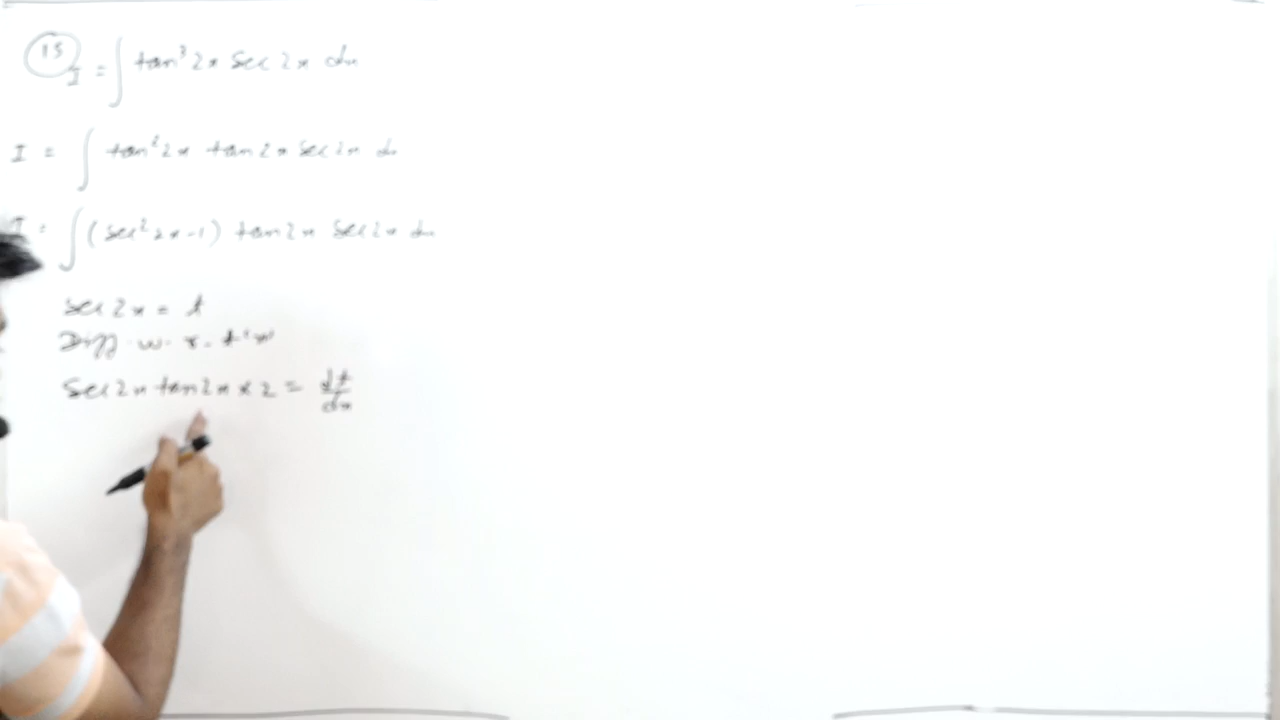 15 I = ∫ tan³ 2x sec 2x dx
I = ∫ tan² 2x tan 2x sec 2x dx
I = ∫ (sec² 2x - 1) tan 2x sec 2x dx
sec 2x = t
Diff. w. r. t 'x'
sec 2x tan 2x × 2 = dt/dx